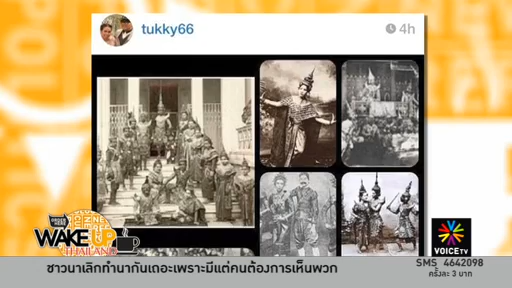 tukky66
4h
WAKE UP
THAILAND
VOICE TV
SMS 4642098
ครั้งละ 3 บาท
ชาวนาเลิกทำนากันเถอะเพราะมีแต่คนต้องการเห็นพวก